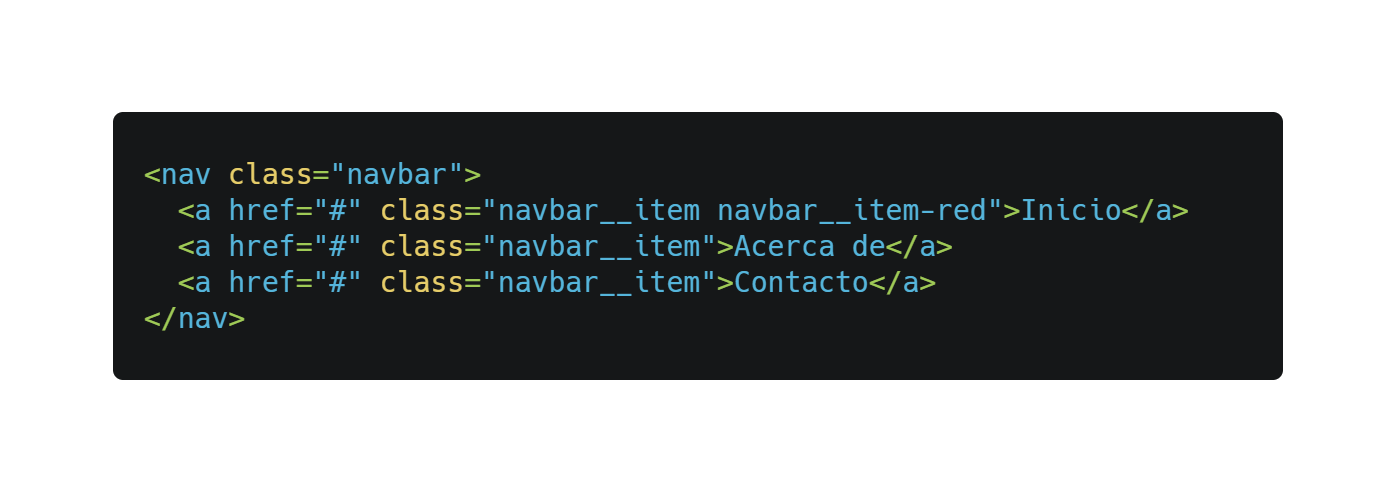 <nav class="navbar">
  <a href="#" class="navbar__item navbar__item-red">Inicio</a>
  <a href="#" class="navbar__item">Acerca de</a>
  <a href="#" class="navbar__item">Contacto</a>
</nav>